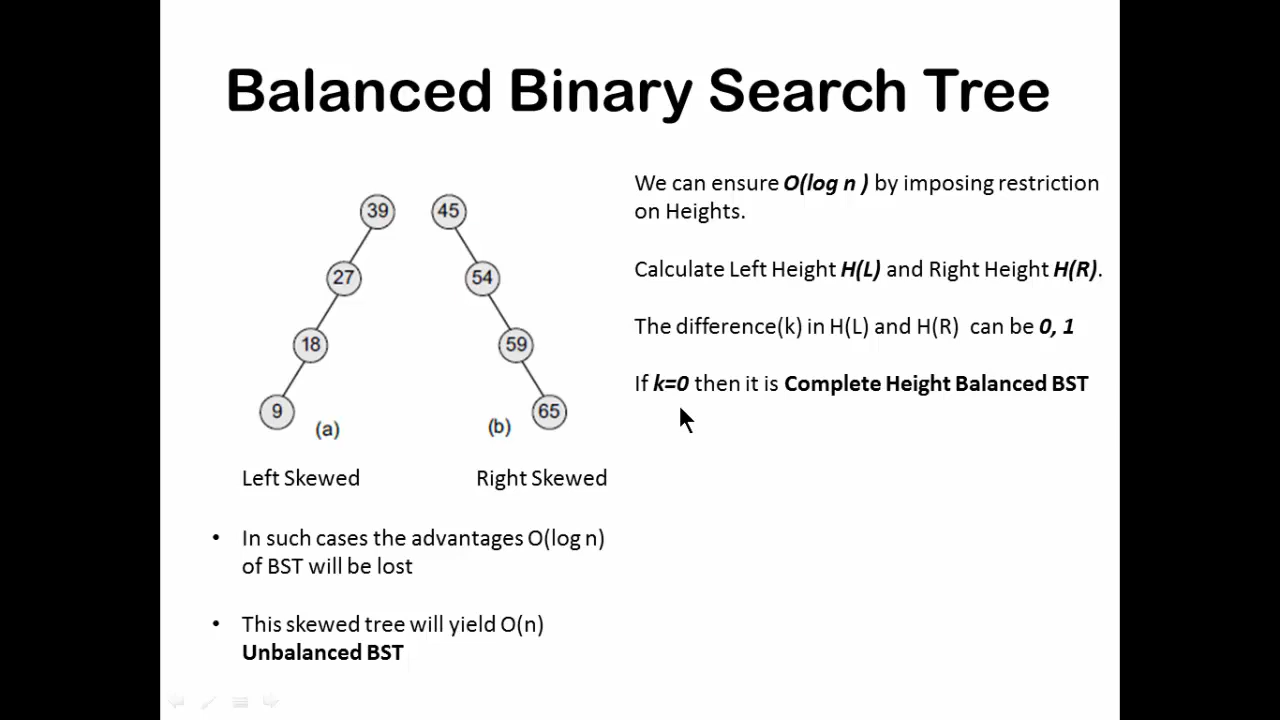 Balanced Binary Search Tree
39
27
18
9
(a)
Left Skewed
45
54
59
65
(b)
Right Skewed
• In such cases the advantages O(log n)
of BST will be lost
• This skewed tree will yield O(n)
Unbalanced BST
We can ensure O(log n ) by imposing restriction
on Heights.
Calculate Left Height H(L) and Right Height H(R).
The difference(k) in H(L) and H(R) can be 0, 1
If k=0 then it is Complete Height Balanced BST